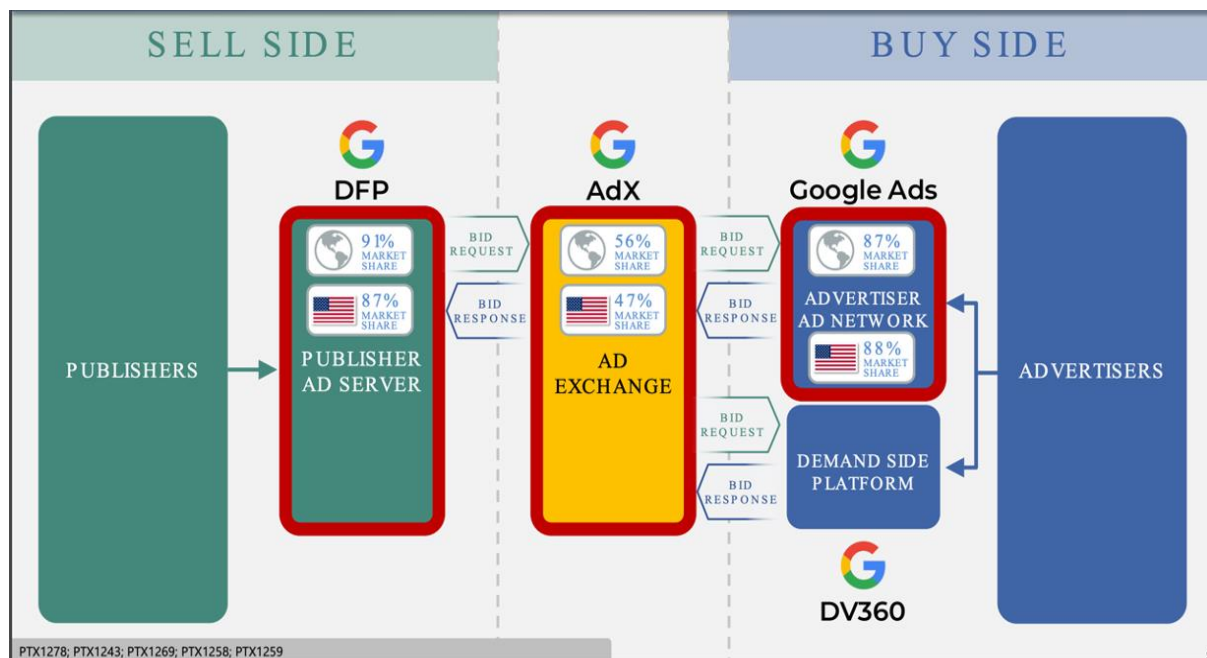 SELL SIDE
BUY SIDE
DFP
AdX
Google Ads
PUBLISHERS
91%
MARKET
SHARE
87%
MARKET
SHARE
PUBLISHER
AD SERVER
BID
REQUEST
BID
RESPONSE
56%
MARKET
SHARE
47%
MARKET
SHARE
AD
EXCHANGE
BID
REQUEST
BID
RESPONSE
BID
REQUEST
BID
RESPONSE
87%
MARKET
SHARE
ADVERTISER
AD NETWORK
88%
MARKET
SHARE
DEMAND SIDE
PLATFORM
DV360
ADVERTISERS
PTX1278; PTX1243; PTX1269; PTX1258; PTX1259